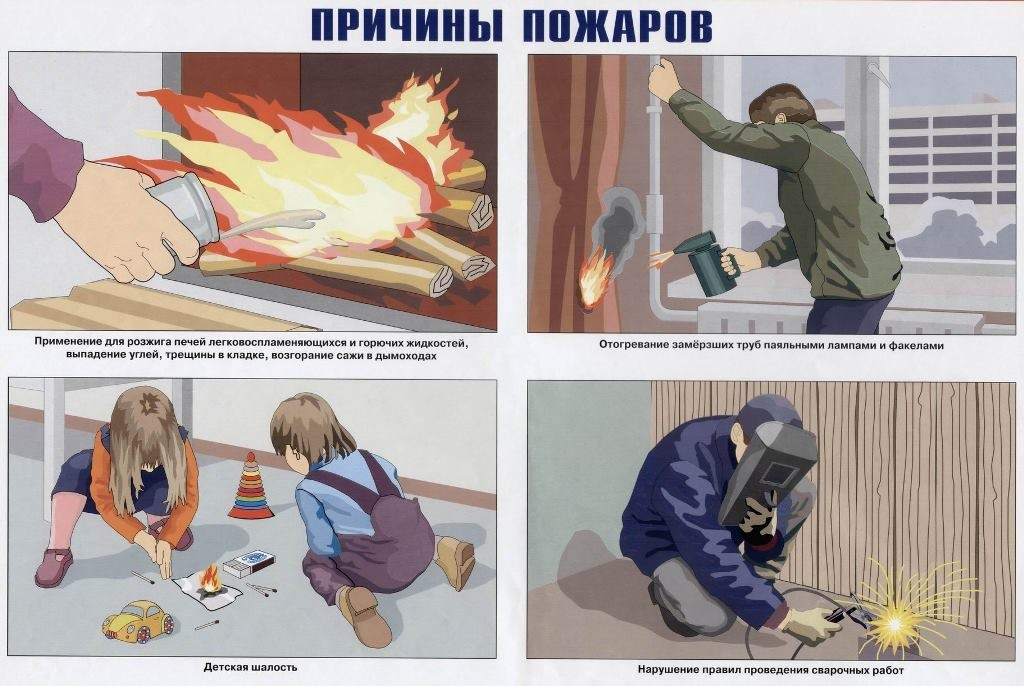 ПРИЧИНЫ ПОЖАРОВ
Применение для розжига печей легковоспламеняющихся и горючих жидкостей,
выпадение углей, трещины в кладке, возгорание сажи в дымоходах
Отогревание замёрзших труб паяльными лампами и факелами
Детская шалость
Нарушение правил проведения сварочных работ